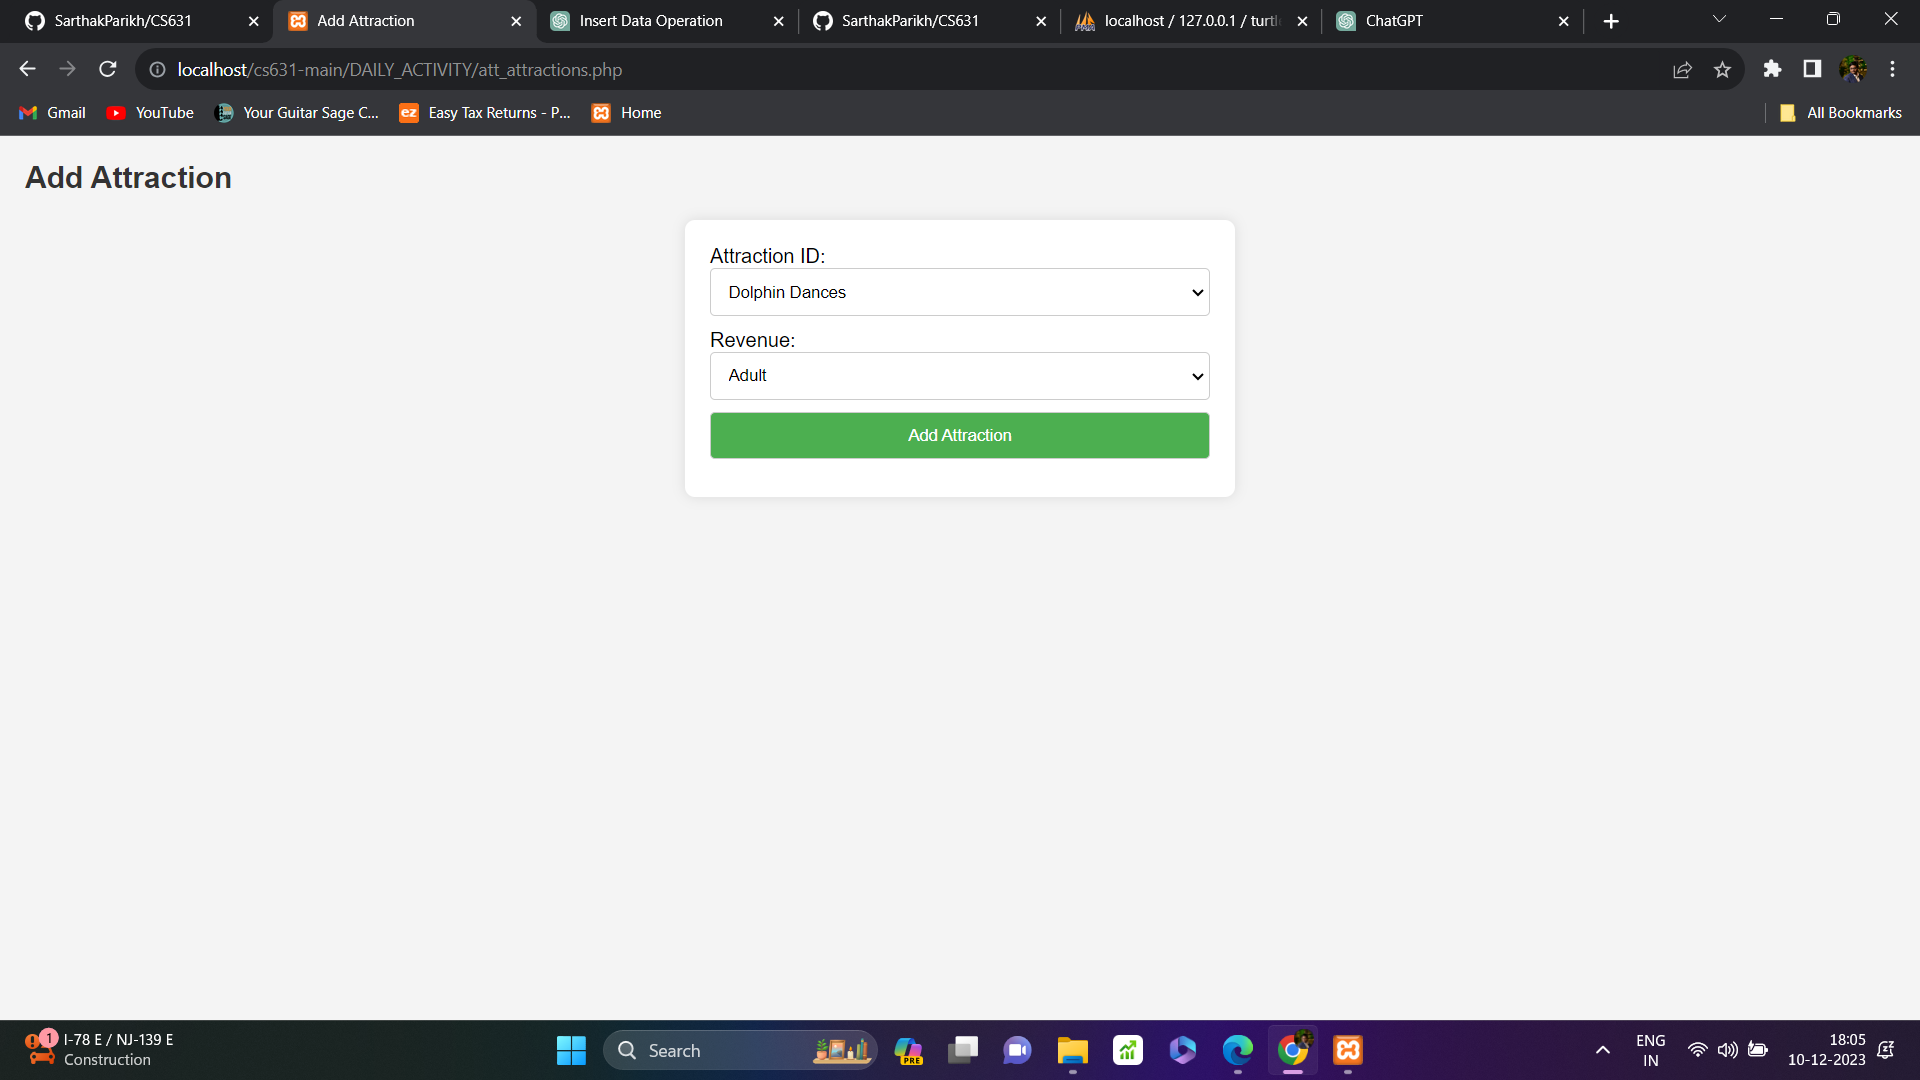 SarthakParikh/CS631
Add Attraction
Insert Data Operation
SarthakParikh/CS631
localhost / 127.0.0.1 / turtl
ChatGPT
localhost/cs631-main/DAILY_ACTIVITY/att_attractions.php
Gmail
YouTube
Your Guitar Sage C...
ez
Easy Tax Returns - P...
Home
All Bookmarks
Add Attraction
Attraction ID:
Dolphin Dances
Revenue:
Adult
Add Attraction
1
I-78 E / NJ-139 E
Construction
Search
PRE
ENG
IN
18:05
10-12-2023